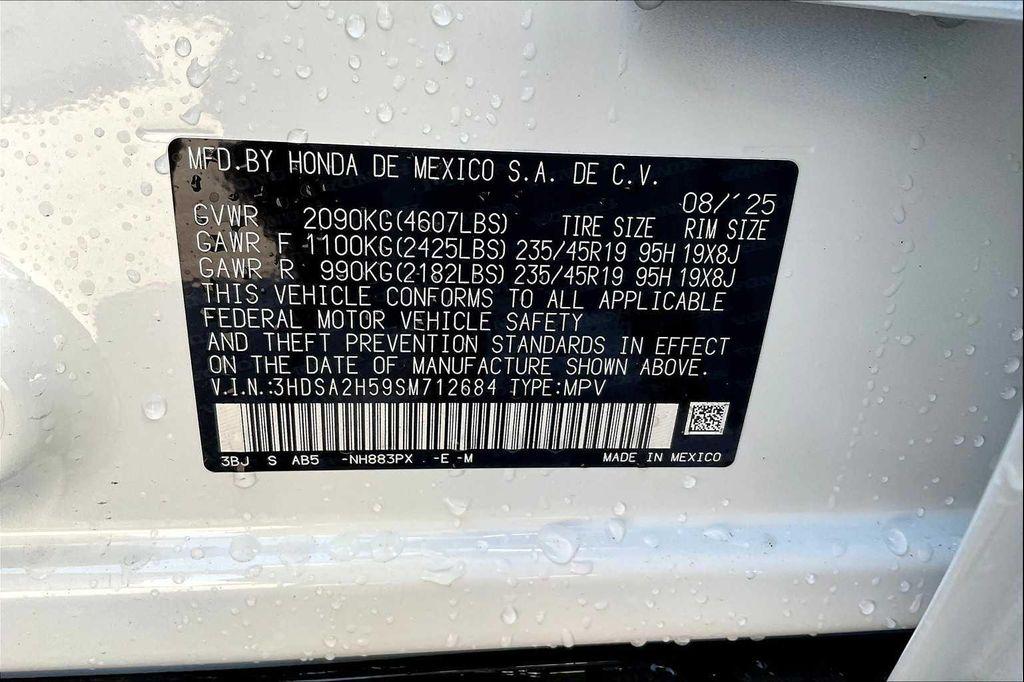 MFD.BY HONDA DE MEXICO S.A. DE C.V.
08/'25
GVWR 2090KG(4607LBS) TIRE SIZE RIM SIZE
GAWR F 1100KG(2425LBS) 235/45R19 95H 19X8J
GAWR R 990KG(2182LBS) 235/45R19 95H 19X8J
THIS VEHICLE CONFORMS TO ALL APPLICABLE
FEDERAL MOTOR VEHICLE SAFETY
AND THEFT PREVENTION STANDARDS IN EFFECT
ON THE DATE OF MANUFACTURE SHOWN ABOVE.
V.I.N.:3HDSA2H59SM712684 TYPE:MPV
3BJ S AB5 -NH883PX -E -M MADE IN MEXICO